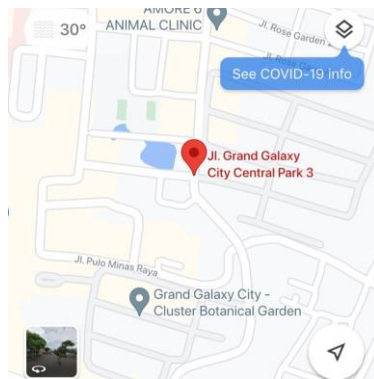 AMORE 6
ANIMAL CLINIC
30°
Jl. Rose Garden
See COVID-19 info
Jl. Grand Galaxy
City Central Park 3
Jl. Pulo Minas Raya
Grand Galaxy City -
Cluster Botanical Garden